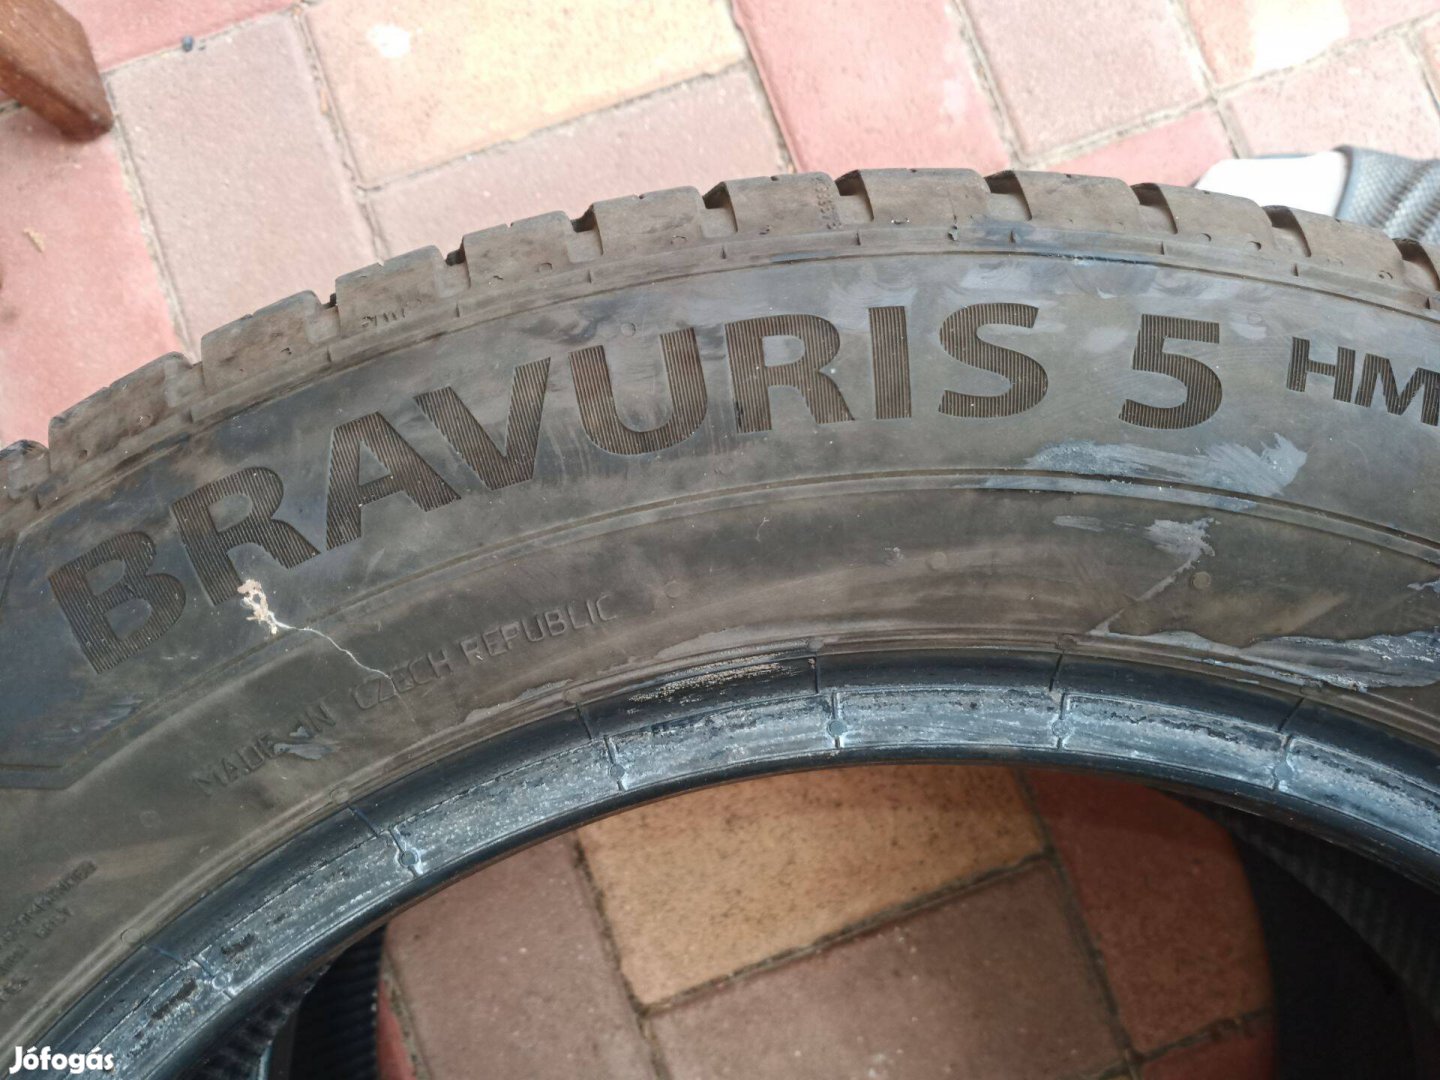 BRAVURIS 5 HM
MADE IN CZECH REPUBLIC
Jófogás